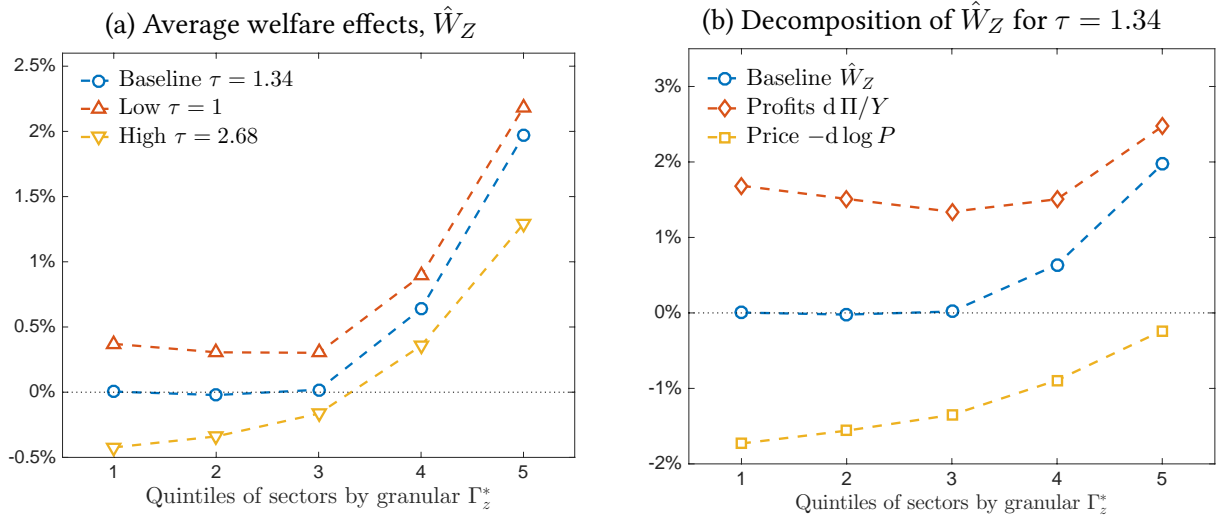 (a) Average welfare effects, Ŵ_Z
2.5%
2%
1.5%
1%
0.5%
0%
-0.5%
Baseline τ = 1.34
Low τ = 1
High τ = 2.68
1 2 3 4 5
Quintiles of sectors by granular Γ*_z
(b) Decomposition of Ŵ_Z for τ = 1.34
3%
2%
1%
0%
-1%
-2%
Baseline Ŵ_Z
Profits d Π/Y
Price −d log P
1 2 3 4 5
Quintiles of sectors by granular Γ*_z